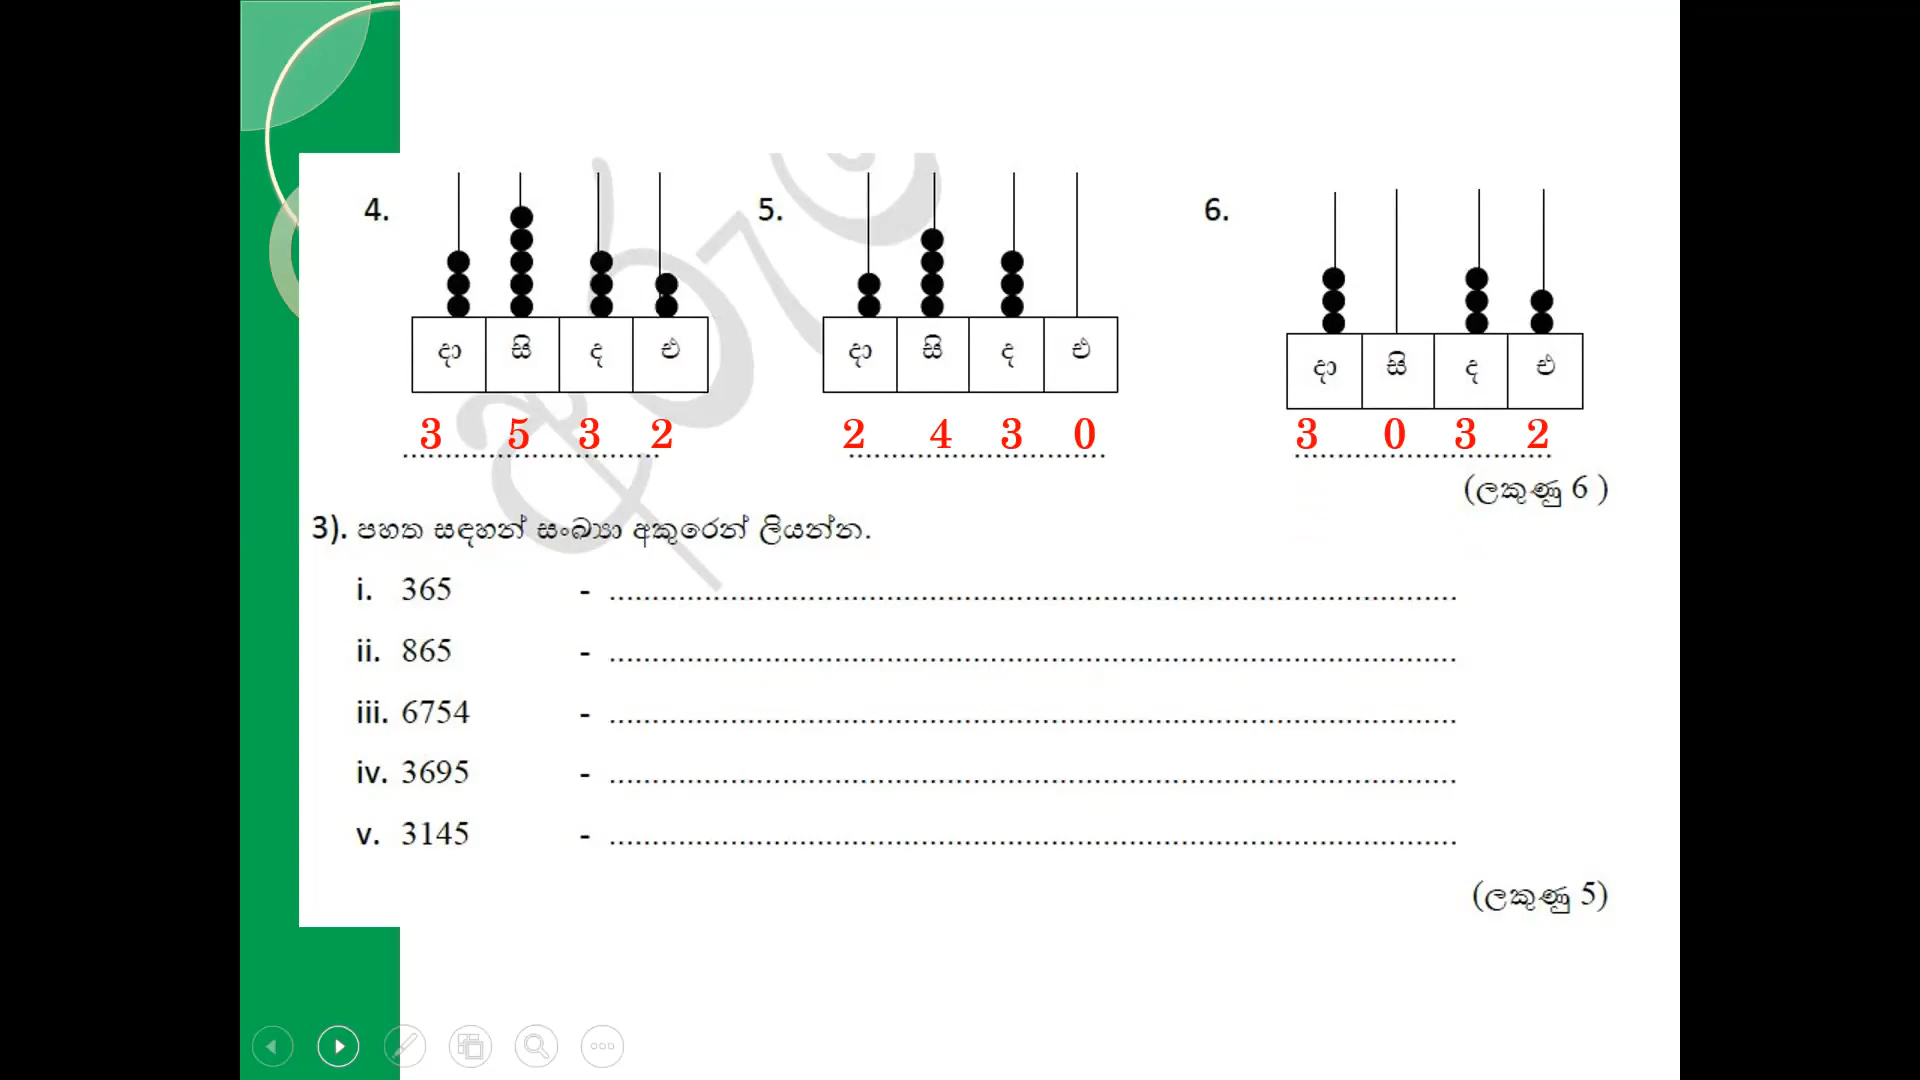 4. 5. 6.
දා සි ද එ දා සි ද එ දා සි ද එ
3 5 3 2 2 4 3 0 3 0 3 2
(ලකුණු 6 )
3). පහත සඳහන් සංඛ්‍යා අකුරෙන් ලියන්න.
i. 365 - ..........
ii. 865 - ..........
iii. 6754 - ..........
iv. 3695 - ..........
v. 3145 - ..........
(ලකුණු 5)